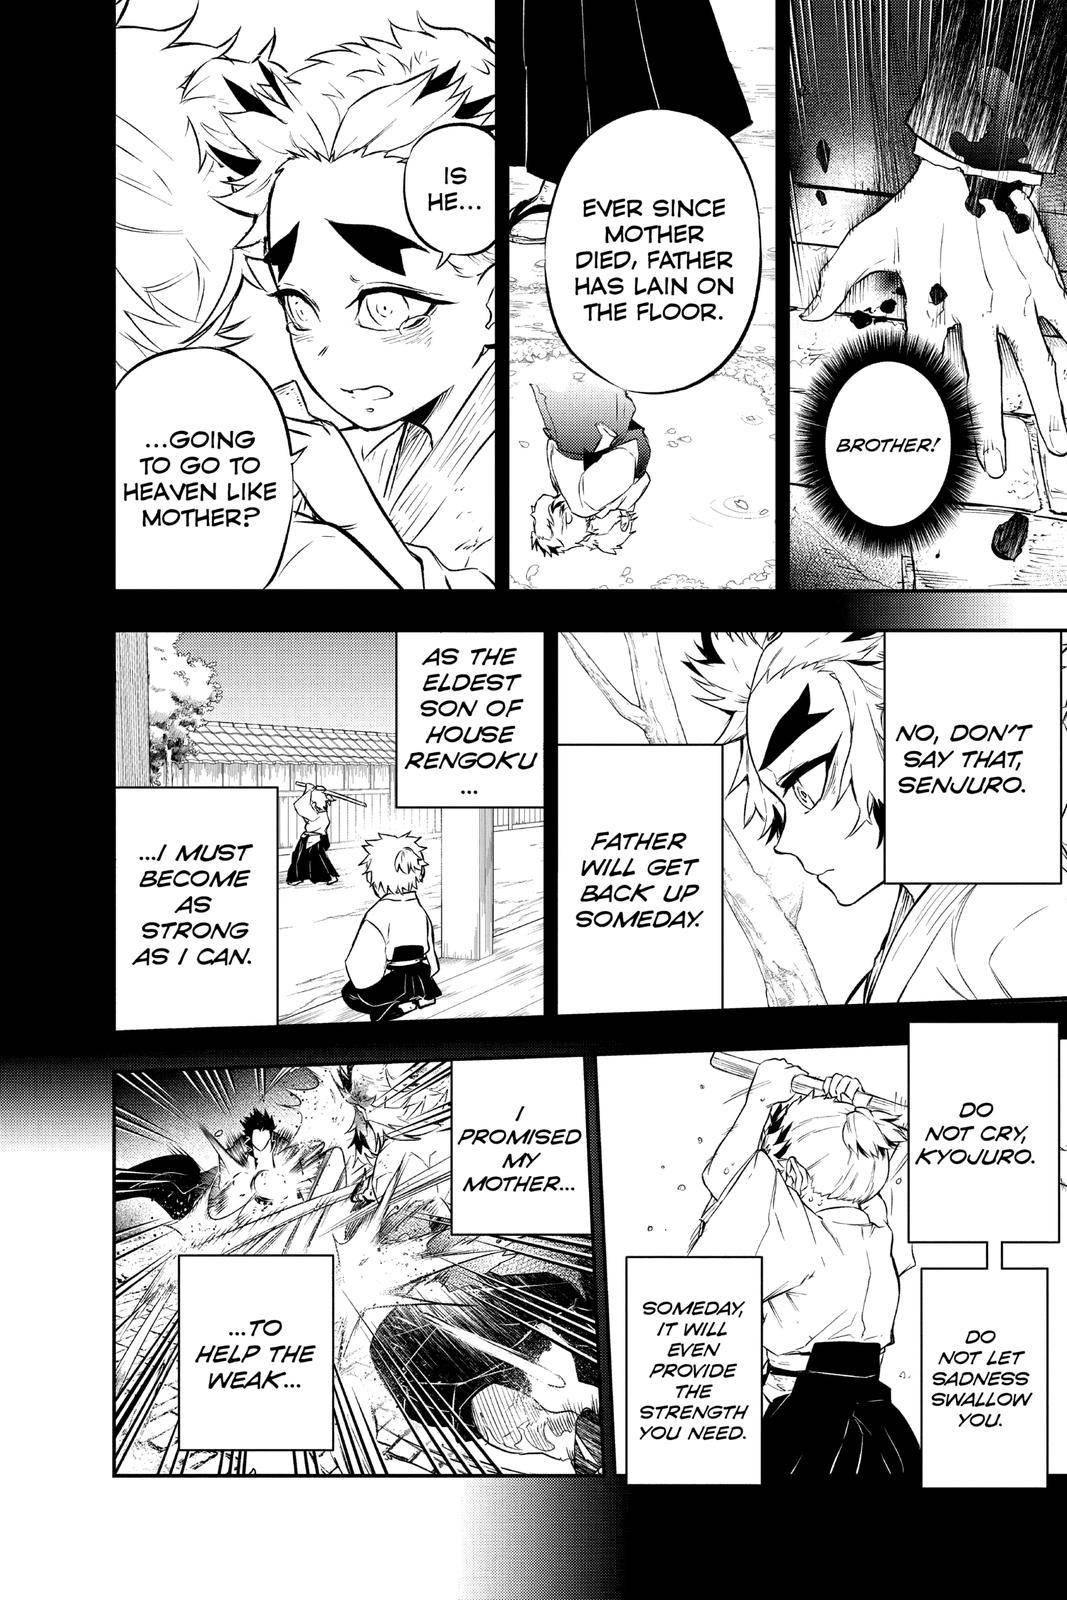 BROTHER!
EVER SINCE
MOTHER
DIED, FATHER
HAS LAIN ON
THE FLOOR.
IS
HE...
...GOING
TO GO TO
HEAVEN LIKE
MOTHER?
NO, DON'T
SAY THAT,
SENJURO.
FATHER
WILL GET
BACK UP
SOMEDAY.
AS THE
ELDEST
SON OF
HOUSE
RENGOKU
...
...I MUST
BECOME
AS
STRONG
AS I CAN.
DO
NOT CRY,
KYOJURO.
DO
NOT LET
SADNESS
SWALLOW
YOU.
SOMEDAY,
IT WILL
EVEN
PROVIDE
THE
STRENGTH
YOU NEED.
I
PROMISED
MY
MOTHER...
...TO
HELP THE
WEAK...